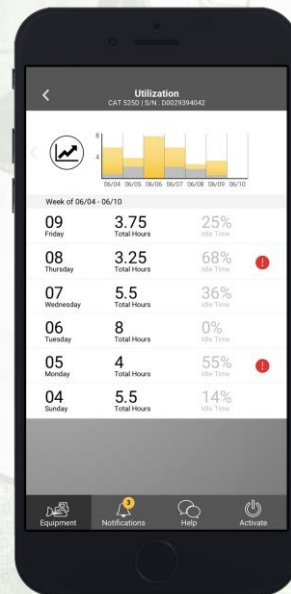 Utilization
CAT 525D | S/N : D0029394042
8
4
06/04 06/05 06/06 06/07 06/08 06/09 06/10
Week of 06/04 - 06/10
09 3.75 25%
Friday Total Hours Idle Time
08 3.25 68% !
Thursday Total Hours Idle Time
07 5.5 36%
Wednesday Total Hours Idle Time
06 8 0%
Tuesday Total Hours Idle Time
05 4 55% !
Monday Total Hours Idle Time
04 5.5 14%
Sunday Total Hours Idle Time
3
Equipment Notifications Help Activate